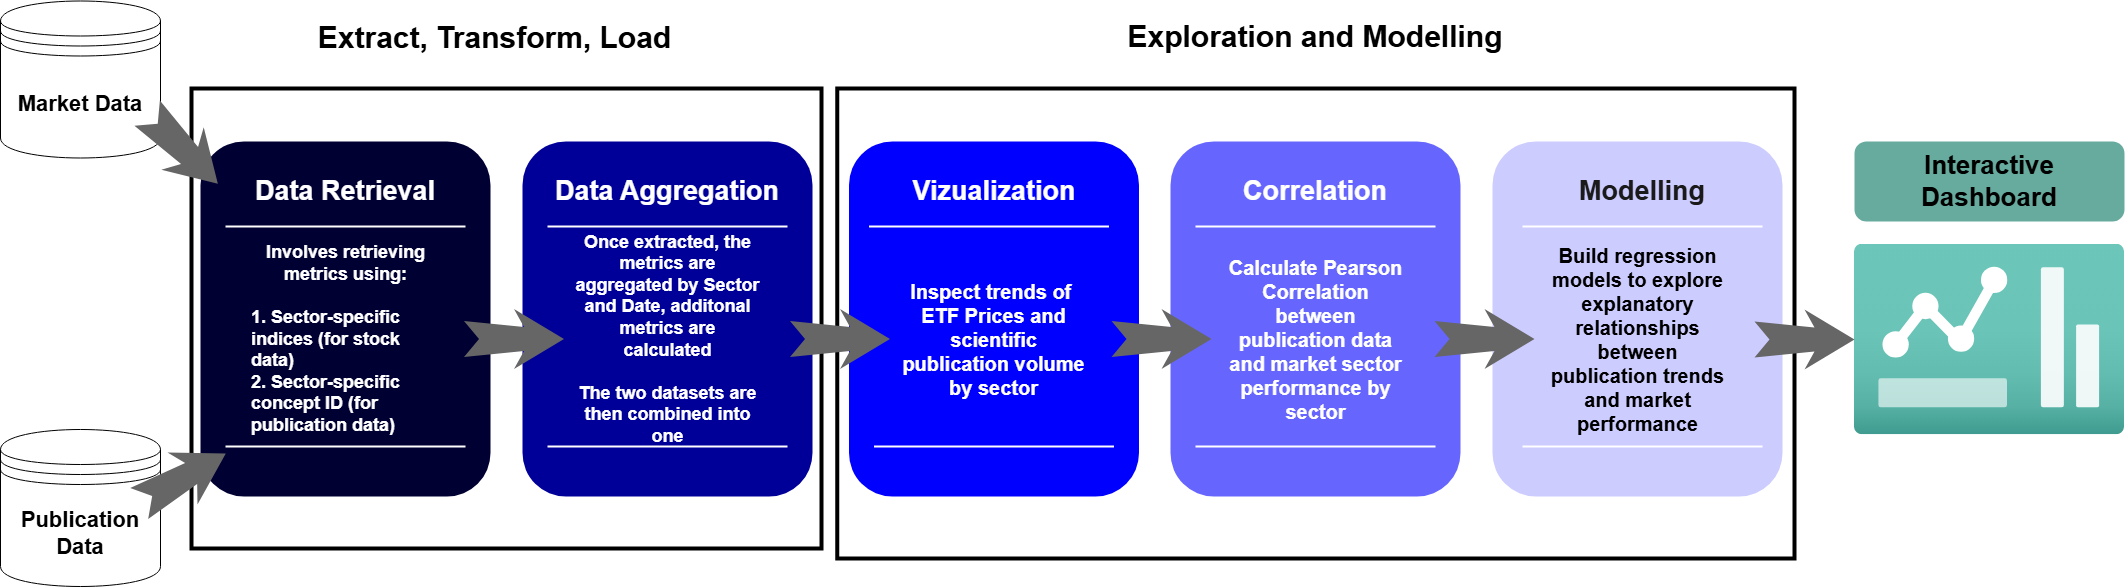 Extract, Transform, Load
Exploration and Modelling
Market Data
Publication
Data
Data Retrieval
Involves retrieving
metrics using:
1. Sector-specific
indices (for stock
data)
2. Sector-specific
concept ID (for
publication data)
Data Aggregation
Once extracted, the
metrics are
aggregated by Sector
and Date, additonal
metrics are
calculated
The two datasets are
then combined into
one
Vizualization
Inspect trends of
ETF Prices and
scientific
publication volume
by sector
Correlation
Calculate Pearson
Correlation
between
publication data
and market sector
performance by
sector
Modelling
Build regression
models to explore
explanatory
relationships
between
publication trends
and market
performance
Interactive
Dashboard